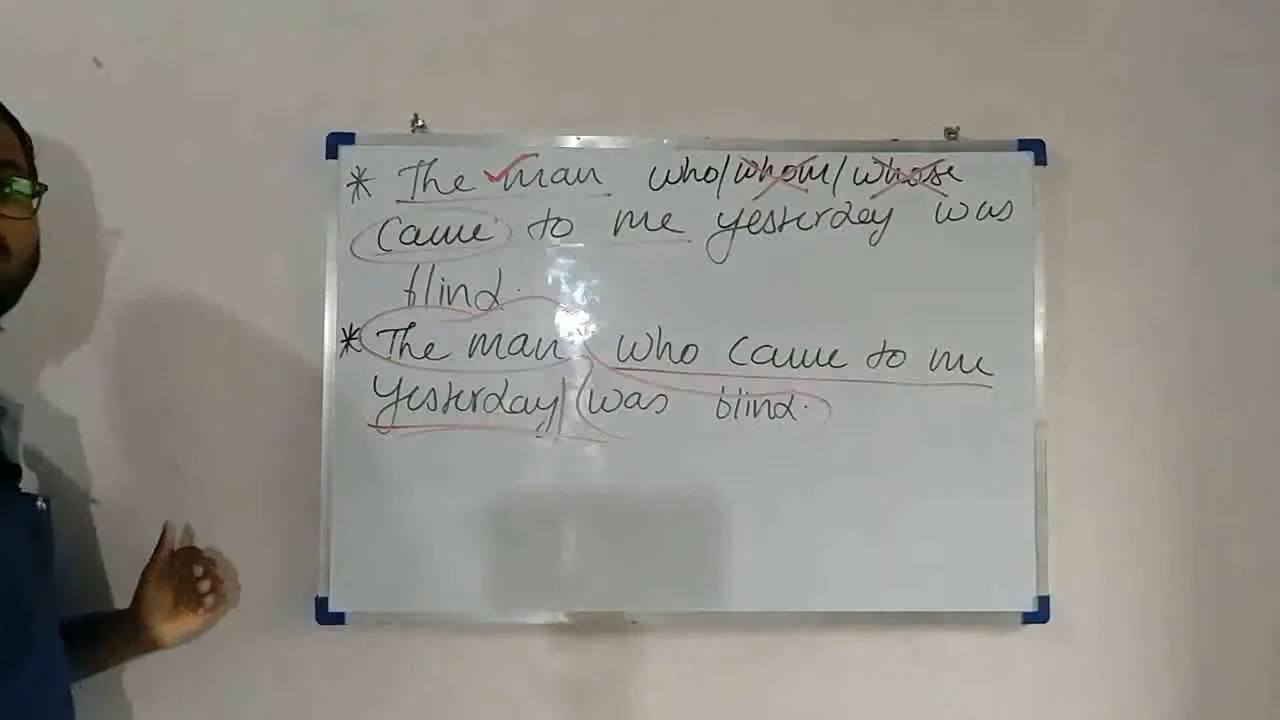 * The man who/whom/whose
came to me yesterday was
blind.
* The man who came to me
yesterday was blind.